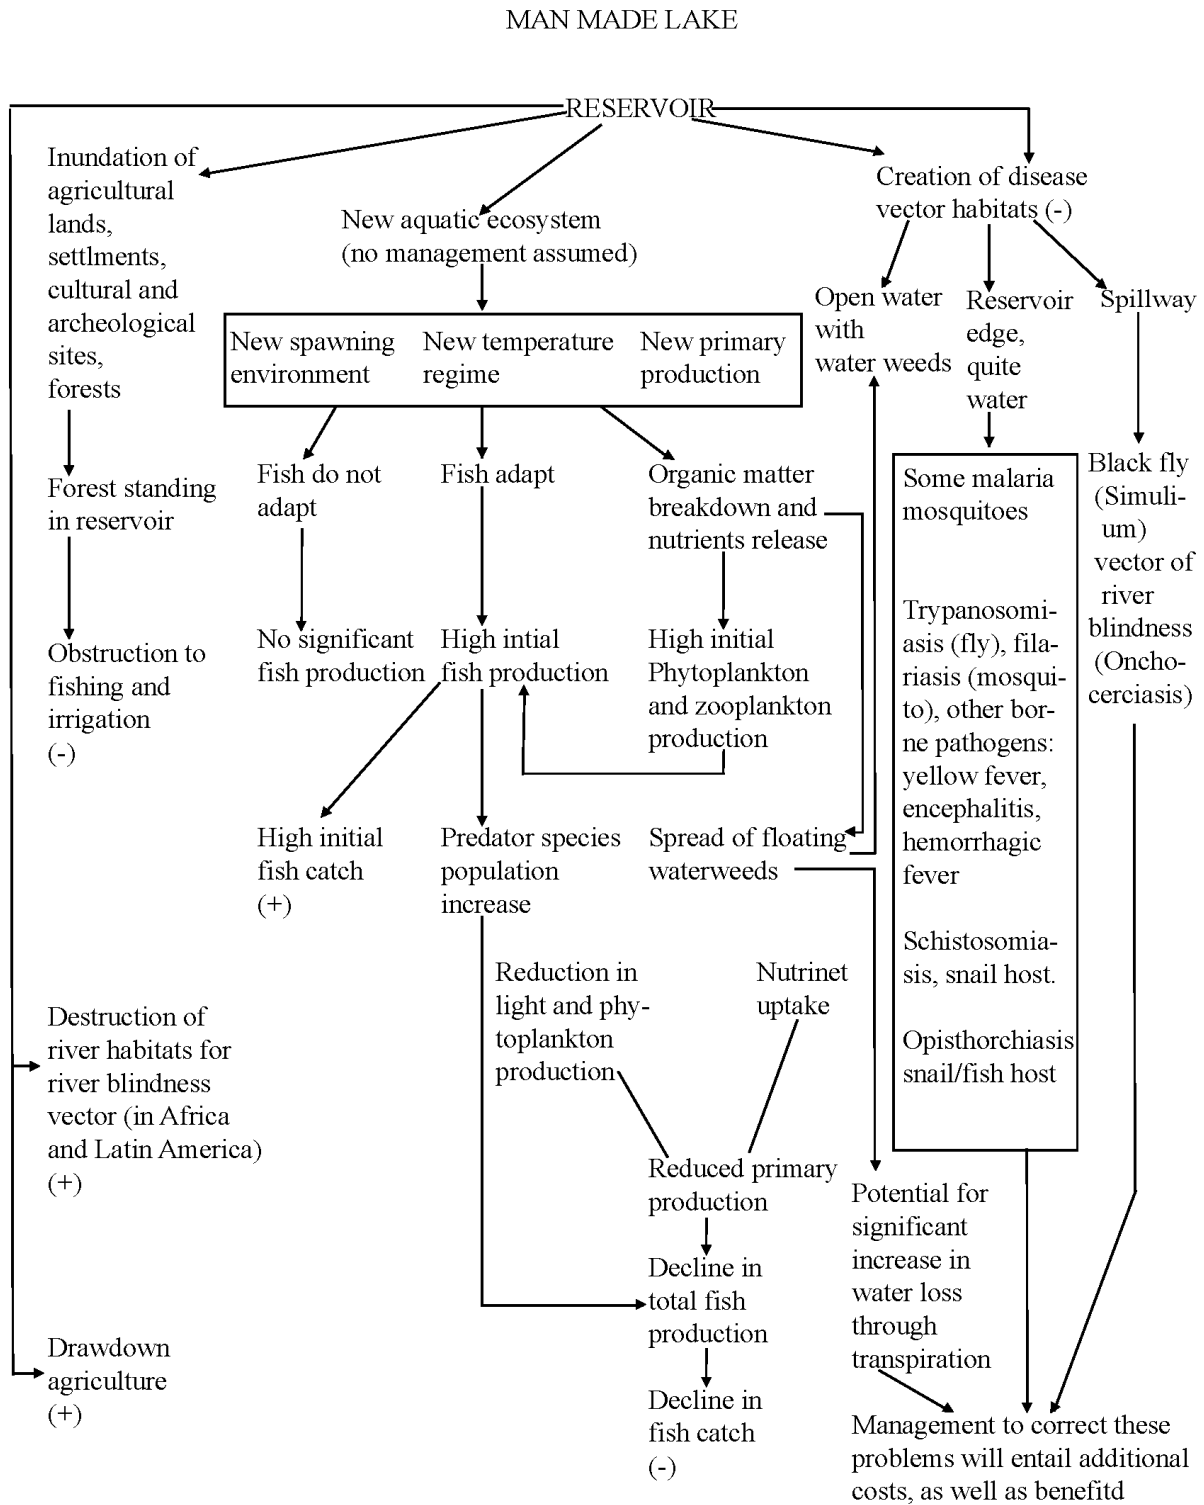 MAN MADE LAKE
RESERVOIR
Inundation of
agricultural
lands,
settlments,
cultural and
archeological
sites,
forests
Forest standing
in reservoir
Obstruction to
fishing and
irrigation
(-)
Destruction of
river habitats for
river blindness
vector (in Africa
and Latin America)
(+)
Drawdown
agriculture
(+)
New aquatic ecosystem
(no management assumed)
New spawning
environment
New temperature
regime
New primary
production
Fish do not
adapt
No significant
fish production
Fish adapt
High intial
fish production
High initial
fish catch
(+)
Predator species
population
increase
Organic matter
breakdown and
nutrients release
High initial
Phytoplankton
and zooplankton
production
Spread of floating
waterweeds
Reduction in
light and phy-
toplankton
production
Nutrinet
uptake
Reduced primary
production
Decline in
total fish
production
Decline in
fish catch
(-)
Creation of disease
vector habitats (-)
Open water
with
water weeds
Reservoir
edge,
quite
water
Spillway
Some malaria
mosquitoes
Trypanosomi-
asis (fly), fila-
riasis (mosqui-
to), other bor-
ne pathogens:
yellow fever,
encephalitis,
hemorrhagic
fever
Schistosomia-
sis, snail host.
Opisthorchiasis
snail/fish host
Black fly
(Simuli-
um)
vector of
river
blindness
(Oncho-
cerciasis)
Potential for
significant
increase in
water loss
through
transpiration
Management to correct these
problems will entail additional
costs, as well as benefitd